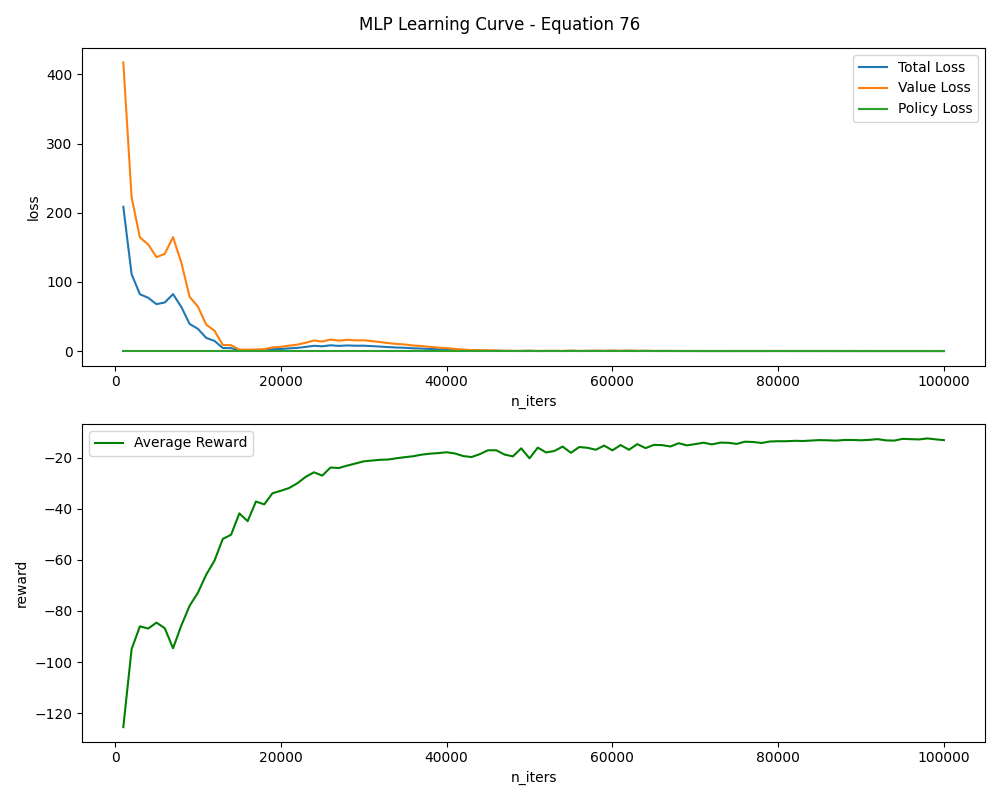 MLP Learning Curve - Equation 76
400
300
200
100
0
loss
Total Loss
Value Loss
Policy Loss
0 20000 40000 60000 80000 100000
n_iters
Average Reward
−20
−40
−60
−80
−100
−120
reward
0 20000 40000 60000 80000 100000
n_iters